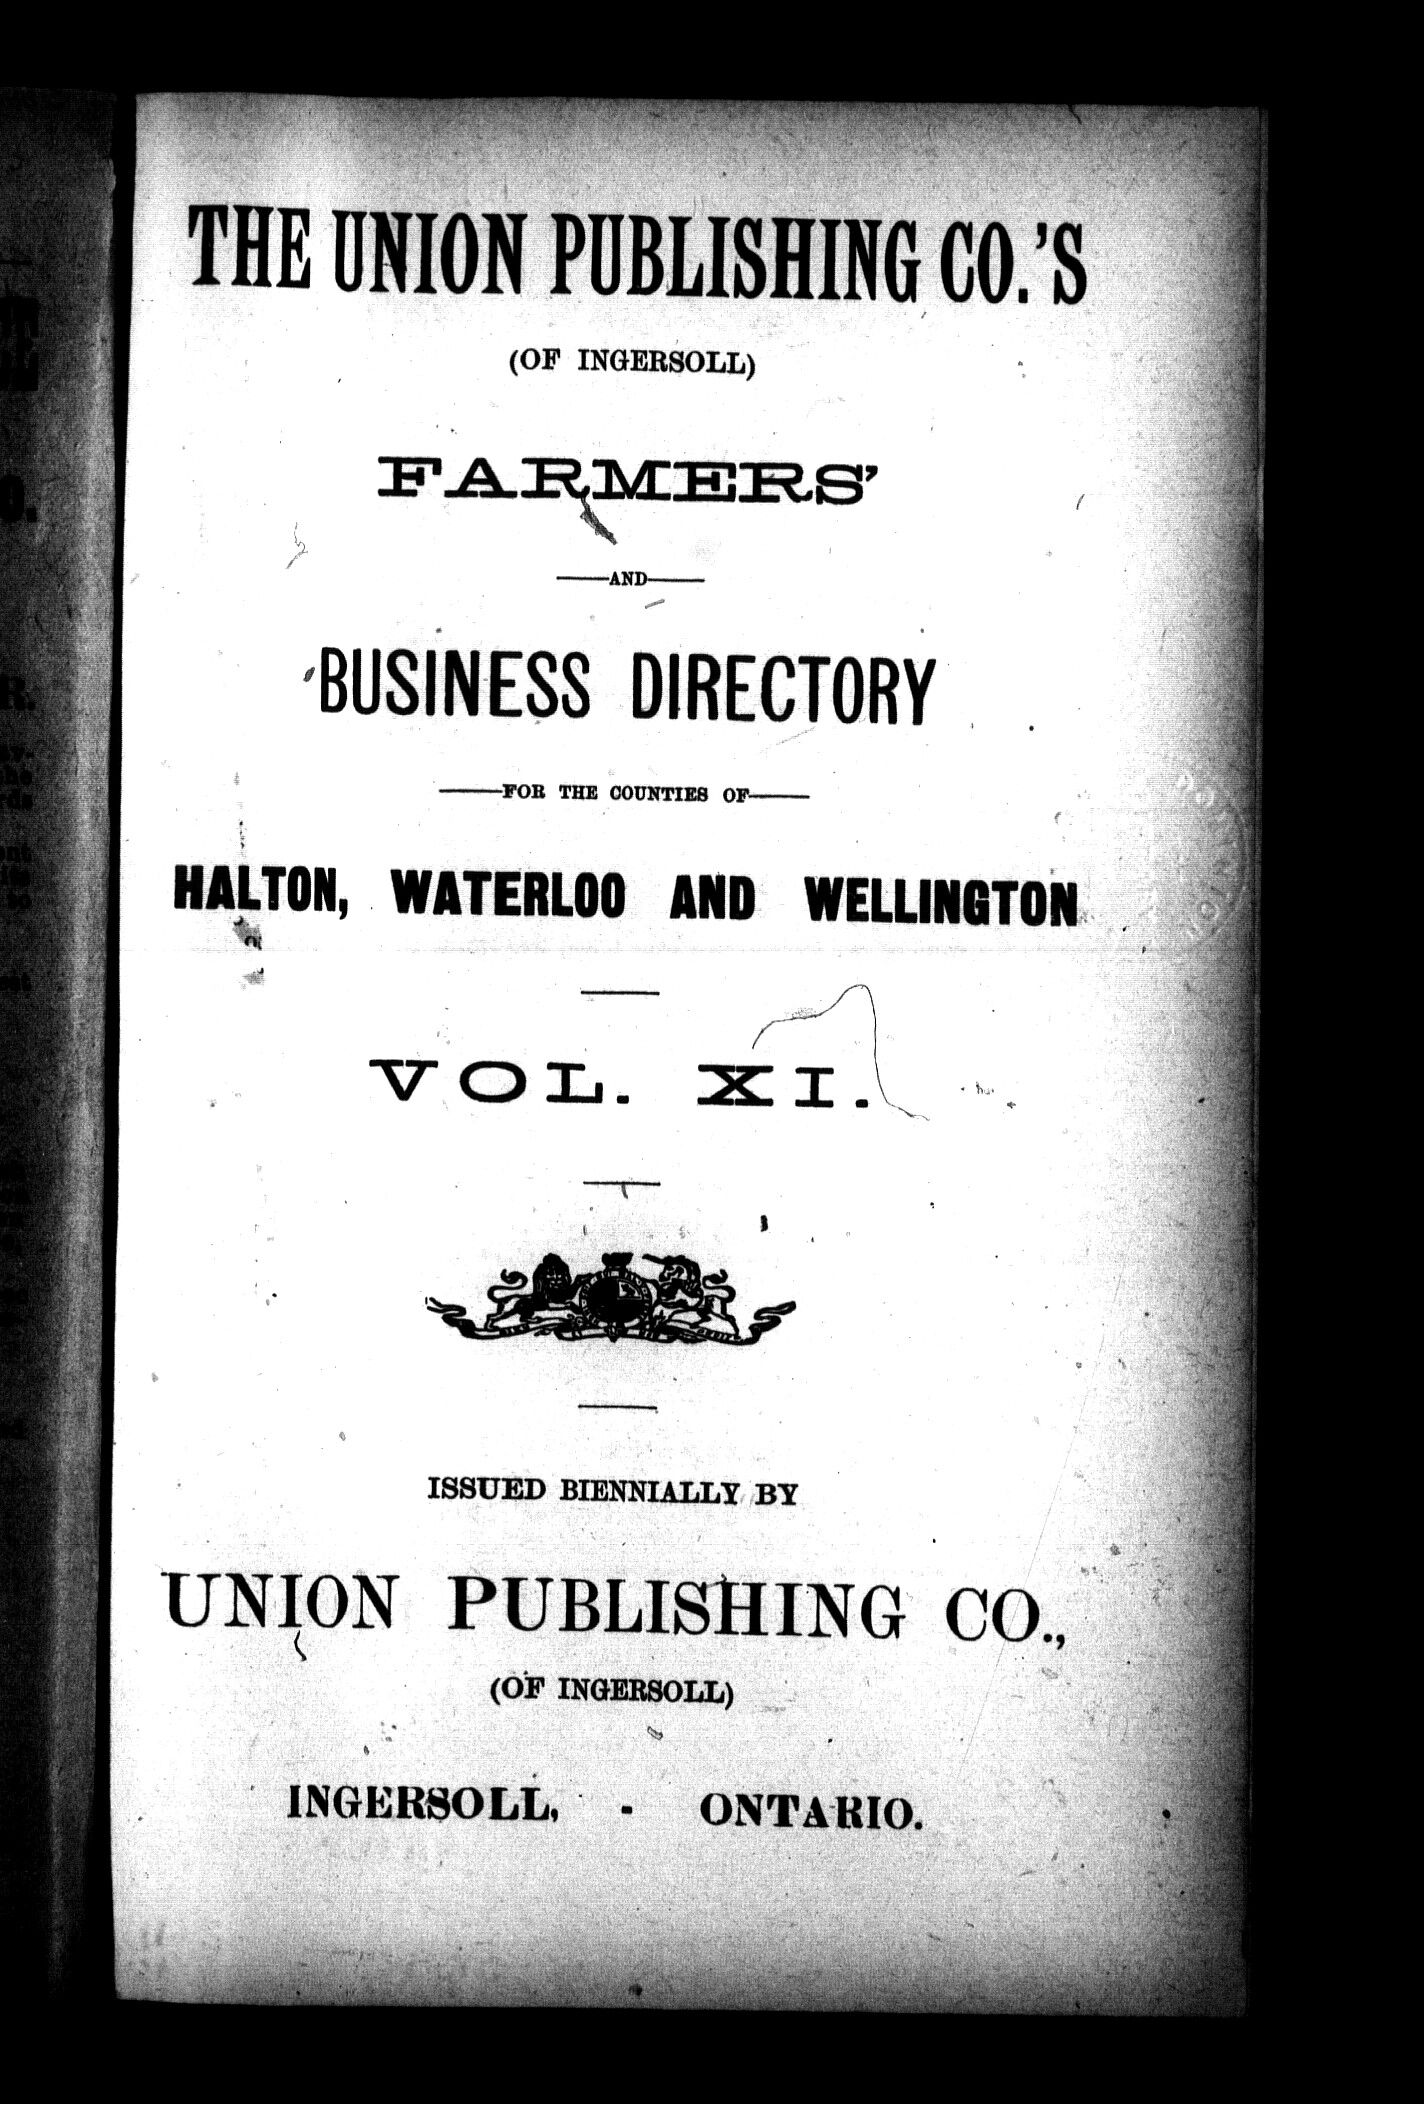 THE UNION PUBLISHING CO.'S
(OF INGERSOLL)
FARMERS'
AND
BUSINESS DIRECTORY
FOR THE COUNTIES OF
HALTON, WATERLOO AND WELLINGTON
VOL. XI.
ISSUED BIENNIALLY BY
UNION PUBLISHING CO.,
(OF INGERSOLL)
INGERSOLL, - ONTARIO.